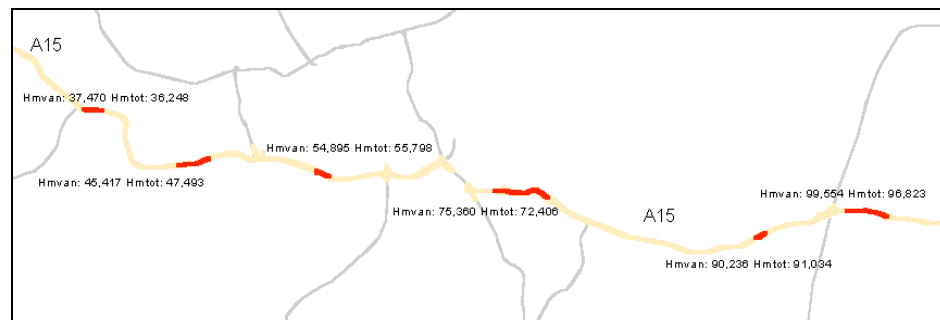 A15
Hmvan: 37,470 Hmtot: 36,248
Hmvan: 54,895 Hmtot: 55,798
Hmvan: 45,417 Hmtot: 47,493
Hmvan: 99,554 Hmtot: 96,823
Hmvan: 75,360 Hmtot: 72,406
A15
Hmvan: 90,236 Hmtot: 91,034